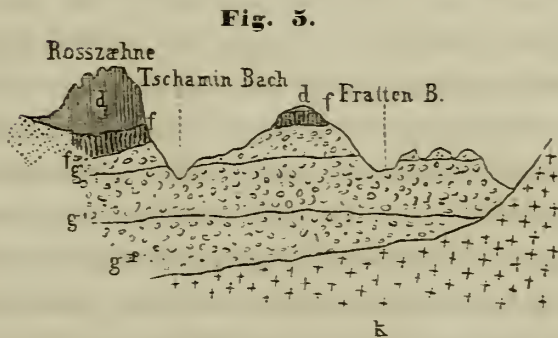 Fig. 5.
Rosszæhne
Tschamin Bach
d f Fratten B.
d
f
f
g
g'
g
k